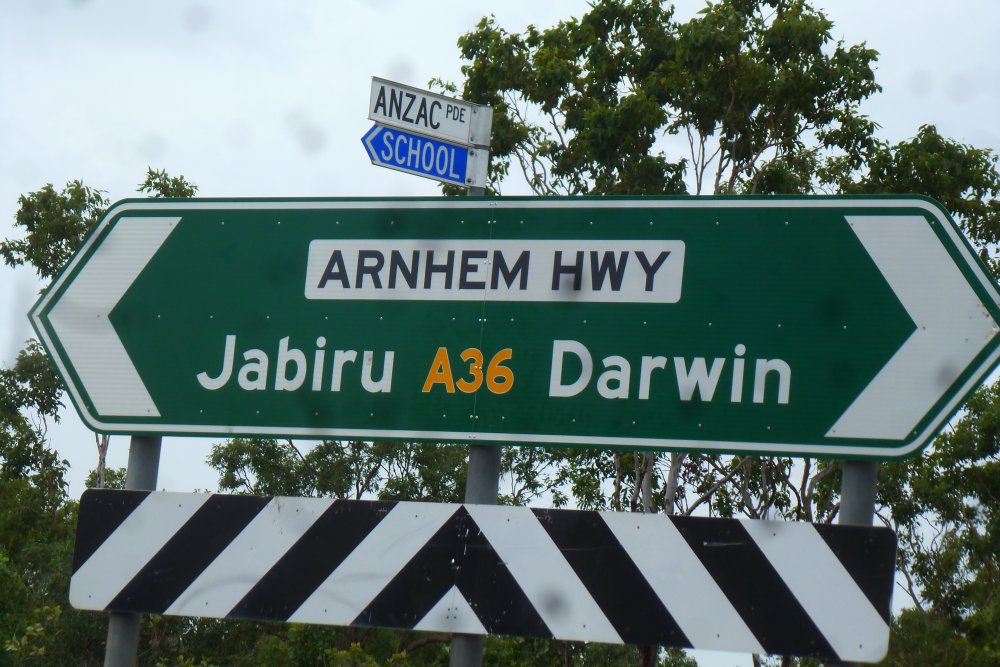 ANZAC PDE
SCHOOL
ARNHEM HWY
Jabiru A36 Darwin